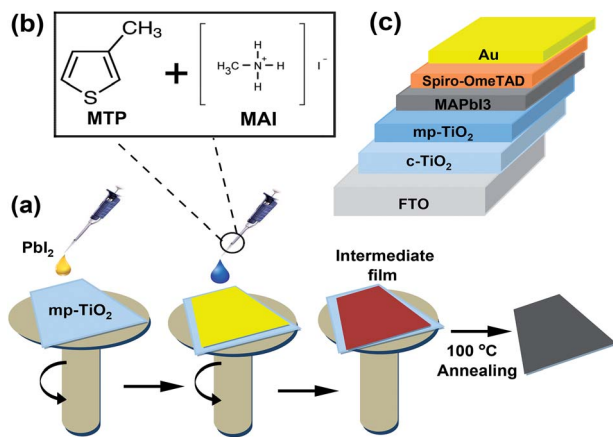 (b)
CH₃
S
MTP
+
H
H₃C
N⁺
H
H
I⁻
MAI
(c)
Au
Spiro-OmeTAD
MAPbI3
mp-TiO₂
c-TiO₂
FTO
(a)
PbI₂
mp-TiO₂
Intermediate
film
100 °C
Annealing